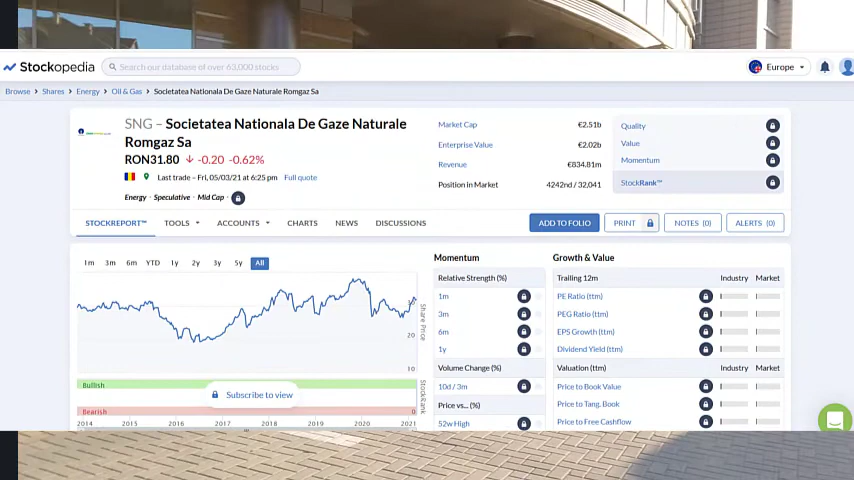 Stockopedia
Search our database of over 63,000 stocks
Europe
Browse > Shares > Energy > Oil & Gas > Societatea Nationala De Gaze Naturale Romgaz Sa
SNG – Societatea Nationala De Gaze Naturale
Romgaz Sa
RON31.80 ↓ -0.20 -0.62%
Last trade – Fri, 05/03/21 at 6:25 pm Full quote
Energy · Speculative · Mid Cap ·
Market Cap €2.51b
Enterprise Value €2.02b
Revenue €834.81m
Position in Market 4242nd / 32,041
Quality
Value
Momentum
StockRank™
STOCKREPORT™ TOOLS ACCOUNTS CHARTS NEWS DISCUSSIONS
ADD TO FOLIO PRINT NOTES (0) ALERTS (0)
1m 3m 6m YTD 1y 2y 3y 5y All
30
20
10
Share Price
Bullish
Subscribe to view
Bearish
0
StockRank
2014 2015 2016 2017 2018 2019 2020 2021
Momentum
Relative Strength (%)
1m
3m
6m
1y
Volume Change (%)
10d / 3m
Price vs... (%)
52w High
Growth & Value
Trailing 12m Industry Market
PE Ratio (ttm)
PEG Ratio (ttm)
EPS Growth (ttm)
Dividend Yield (ttm)
Valuation (ttm) Industry Market
Price to Book Value
Price to Tang. Book
Price to Free Cashflow